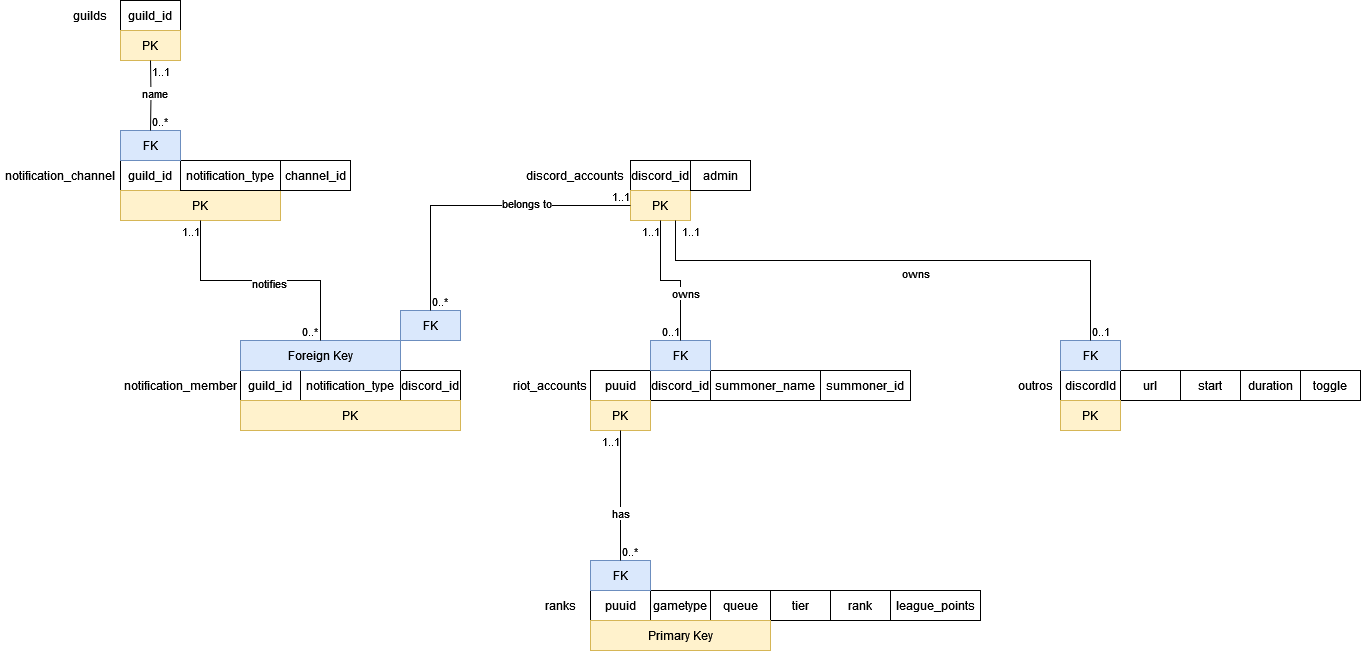 guilds guild_id
PK
1..1
name
0..*
FK
notification_channel guild_id notification_type channel_id
PK
1..1
notifies
0..*
discord_accounts discord_id admin
PK
1..1
belongs to
0..*
FK
Foreign Key
notification_member guild_id notification_type discord_id
PK
1..1
owns
0..1
FK
riot_accounts puuid discord_id summoner_name summoner_id
PK
1..1
has
0..*
FK
ranks puuid gametype queue tier rank league_points
Primary Key
1..1
owns
0..1
FK
outros discordId url start duration toggle
PK